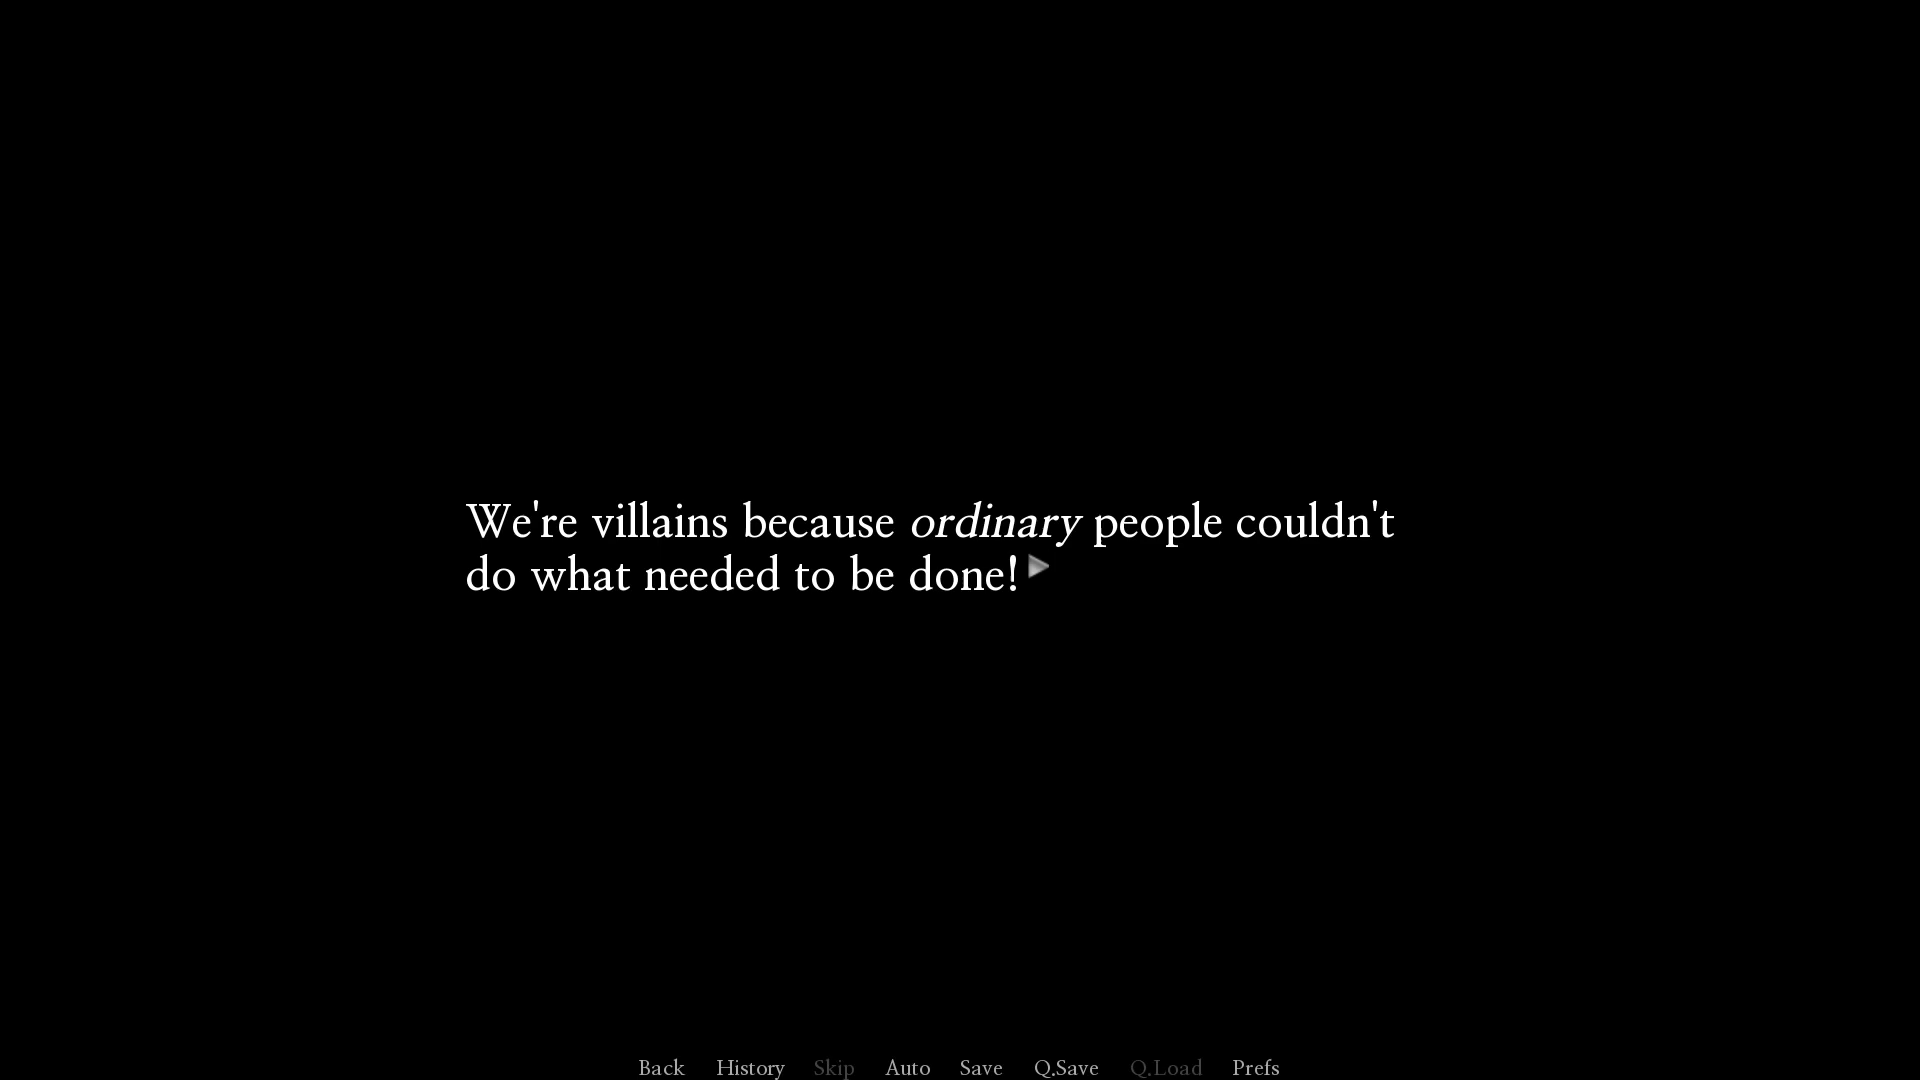 We're villains because ordinary people couldn't
do what needed to be done!
Back History Skip Auto Save Q.Save Q.Load Prefs